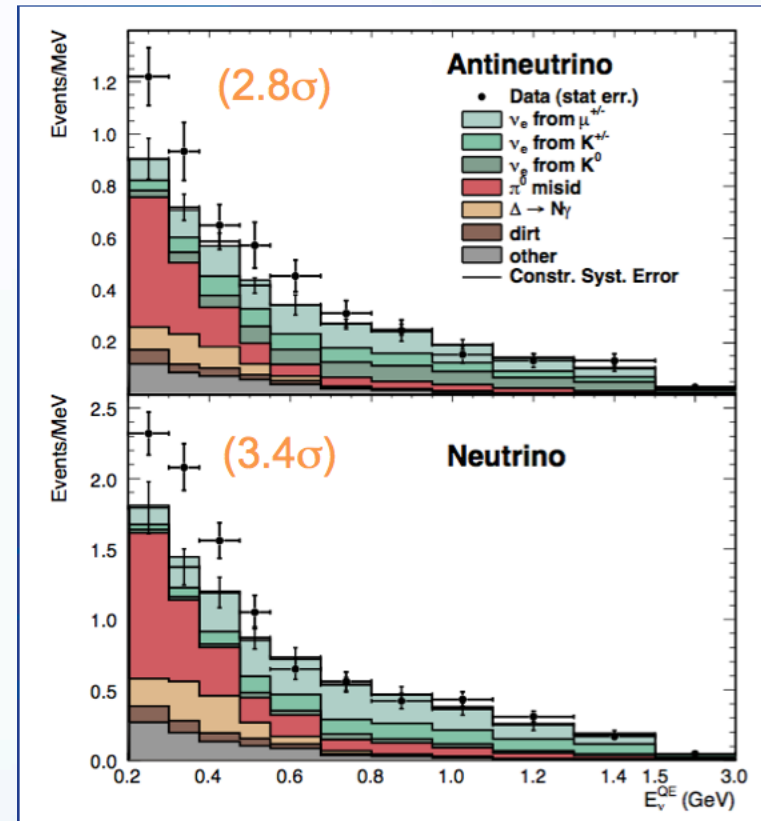 Events/MeV
1.2
1.0
0.8
0.6
0.4
0.2
(2.8σ)
Antineutrino
Data (stat err.)
νe from μ+/-
νe from K+/-
νe from K0
π0 misid
Δ → Nγ
dirt
other
Constr. Syst. Error
Events/MeV
2.5
2.0
1.5
1.0
0.5
0.0
(3.4σ)
Neutrino
0.2 0.4 0.6 0.8 1.0 1.2 1.4 1.5 3.0
EνQE (GeV)